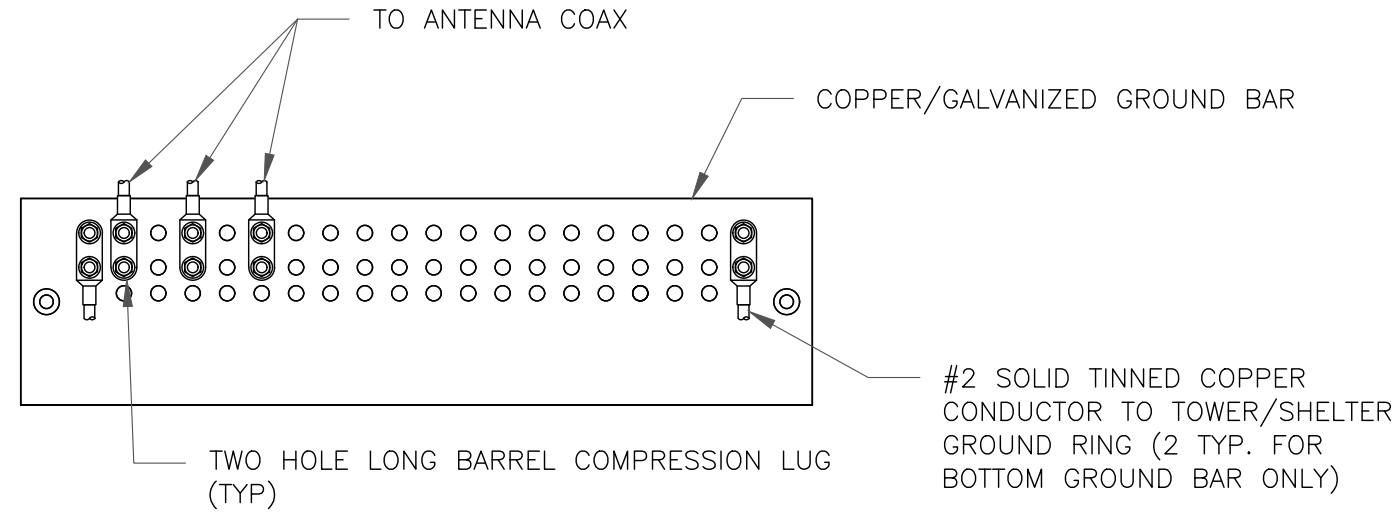 TO ANTENNA COAX
COPPER/GALVANIZED GROUND BAR
#2 SOLID TINNED COPPER
CONDUCTOR TO TOWER/SHELTER
GROUND RING (2 TYP. FOR
BOTTOM GROUND BAR ONLY)
TWO HOLE LONG BARREL COMPRESSION LUG
(TYP)